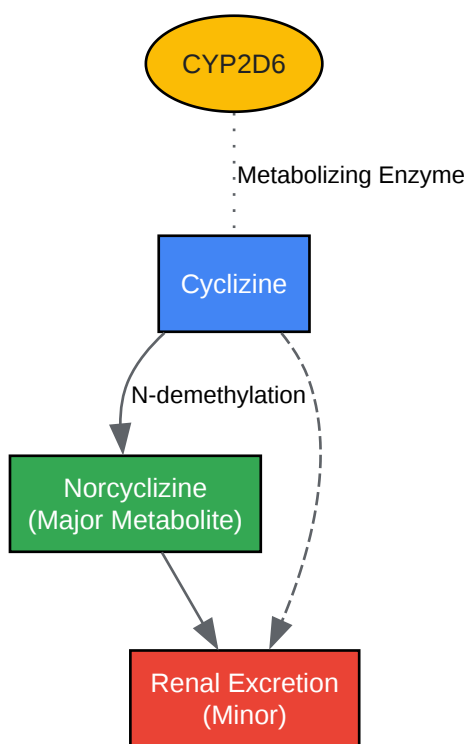 CYP2D6
Metabolizing Enzyme
Cyclizine
N-demethylation
Norcyclizine
(Major Metabolite)
Renal Excretion
(Minor)